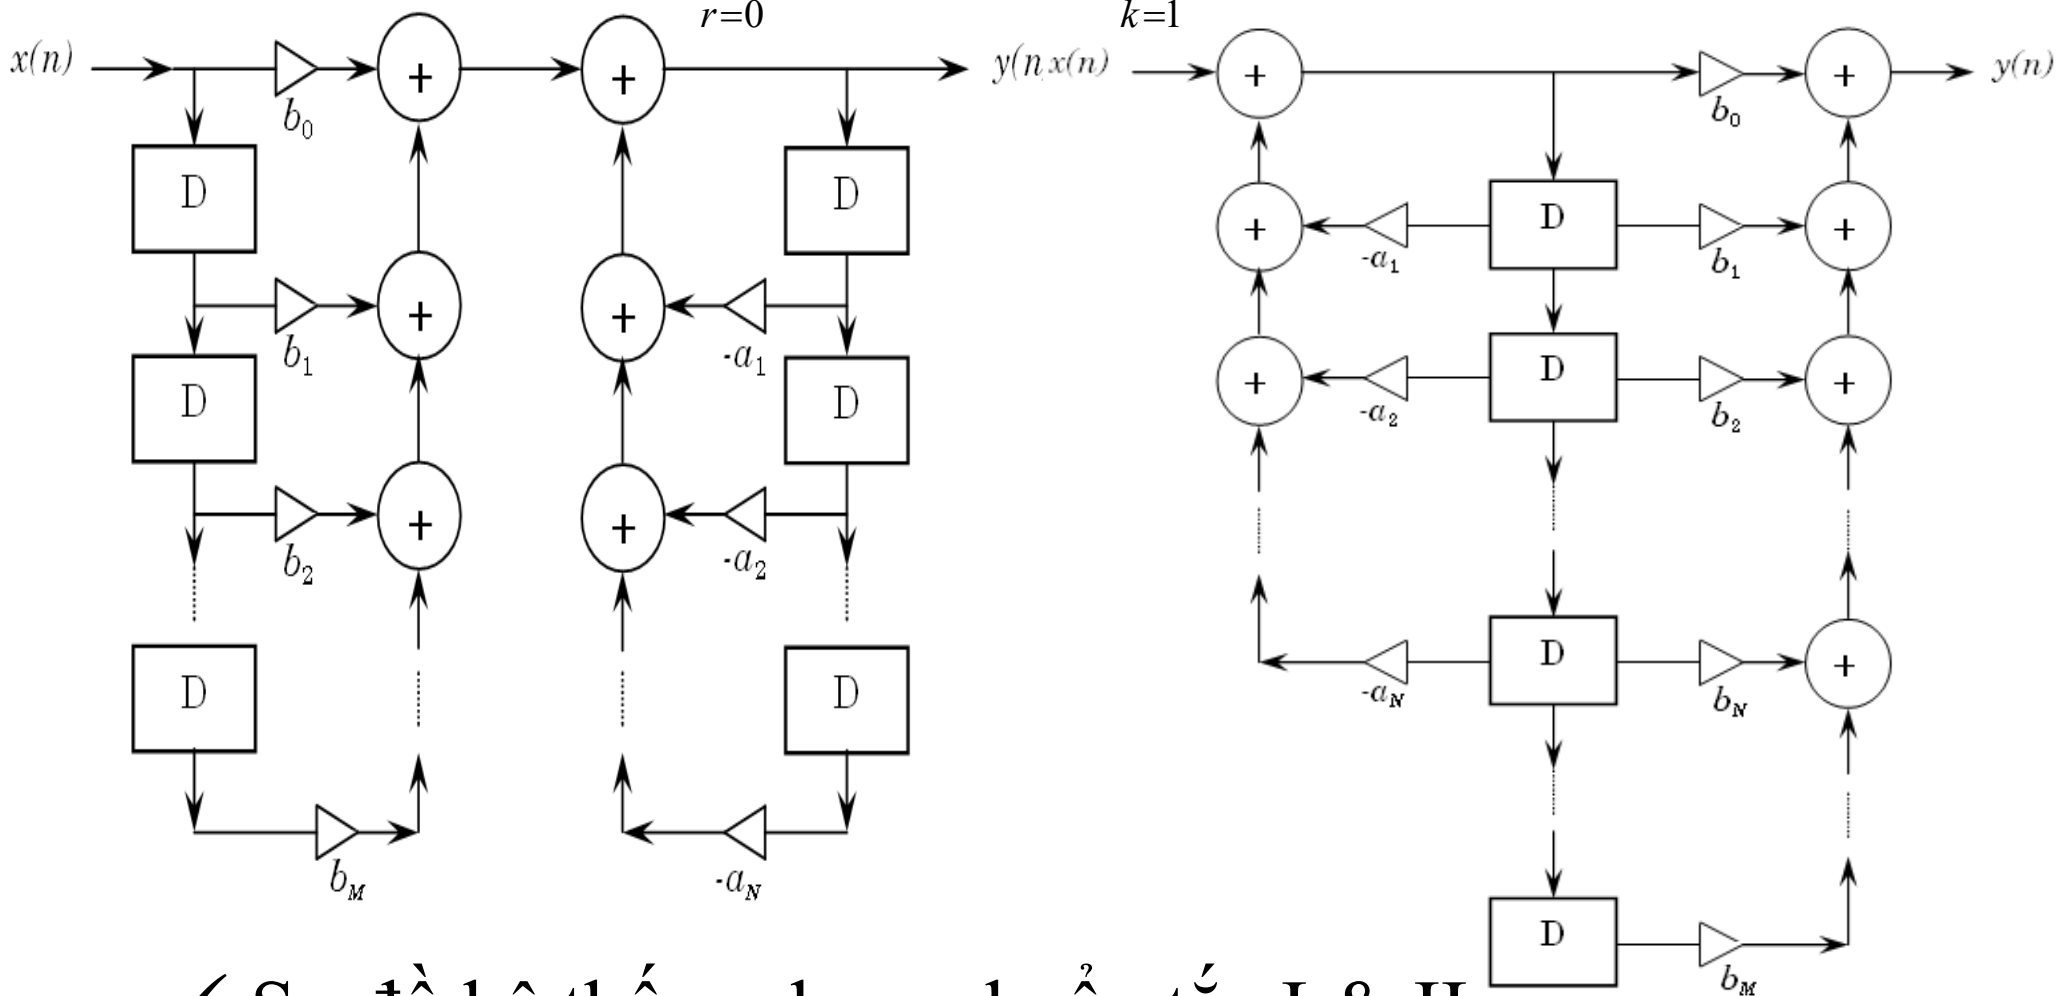 r=0 k=1
x(n) + + y(n x(n) + + y(n)
b0 b0
D D D
-a1 b1 + +
b1 + + -a1
D D D
-a2 b2 + +
b2 + + -a2
D D D
-aN bN +
bM -aN
D
bM